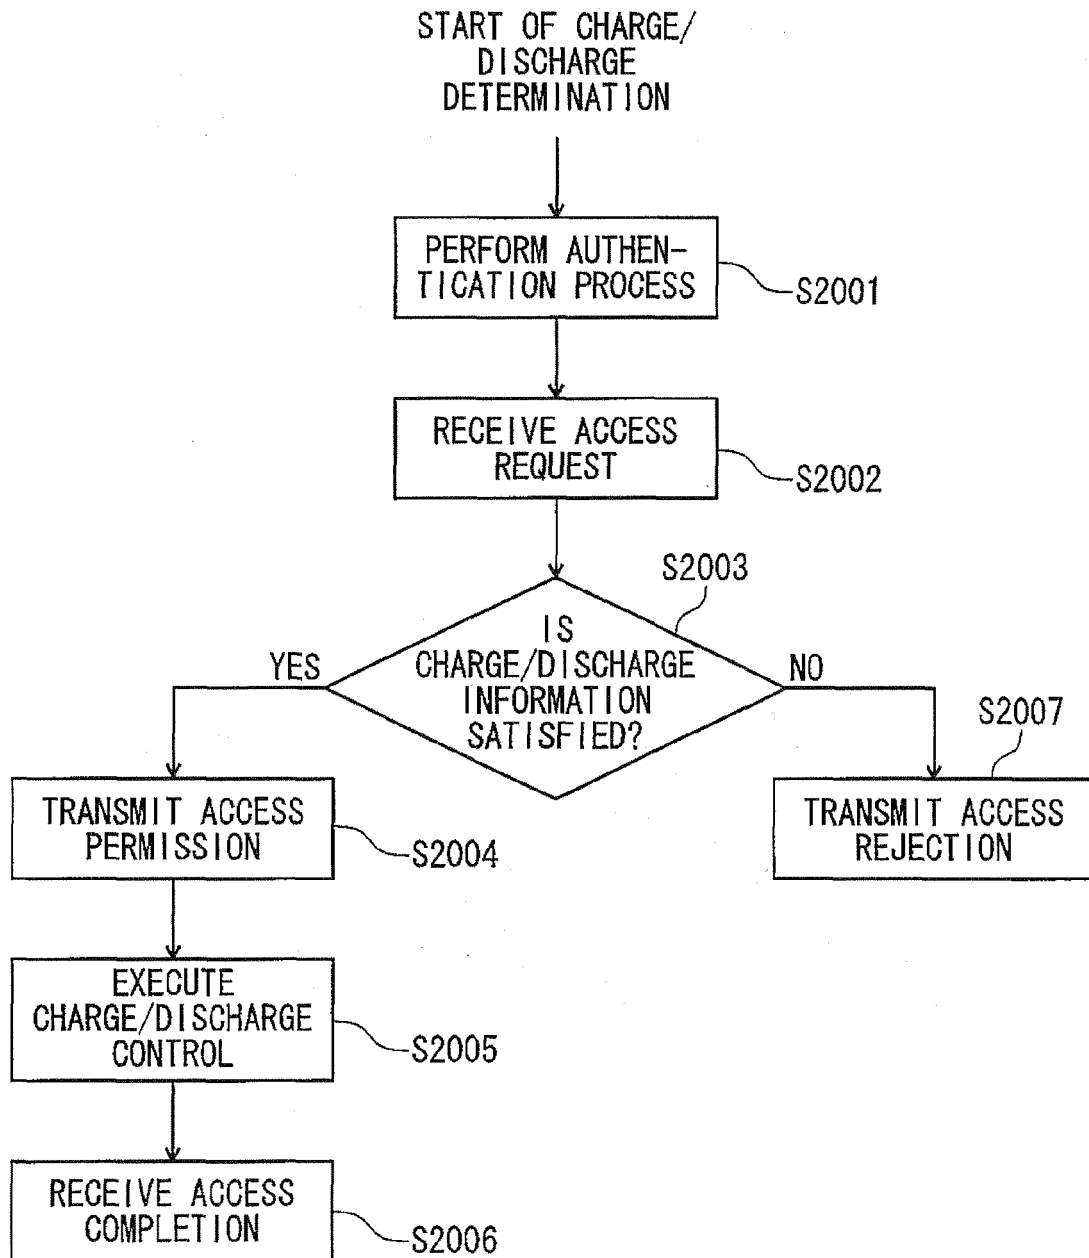 START OF CHARGE/
DISCHARGE
DETERMINATION
PERFORM AUTHEN-
TICATION PROCESS
S2001
RECEIVE ACCESS
REQUEST
S2002
S2003
IS
CHARGE/DISCHARGE
INFORMATION
SATISFIED?
YES
NO
S2007
TRANSMIT ACCESS
PERMISSION
S2004
TRANSMIT ACCESS
REJECTION
EXECUTE
CHARGE/DISCHARGE
CONTROL
S2005
RECEIVE ACCESS
COMPLETION
S2006